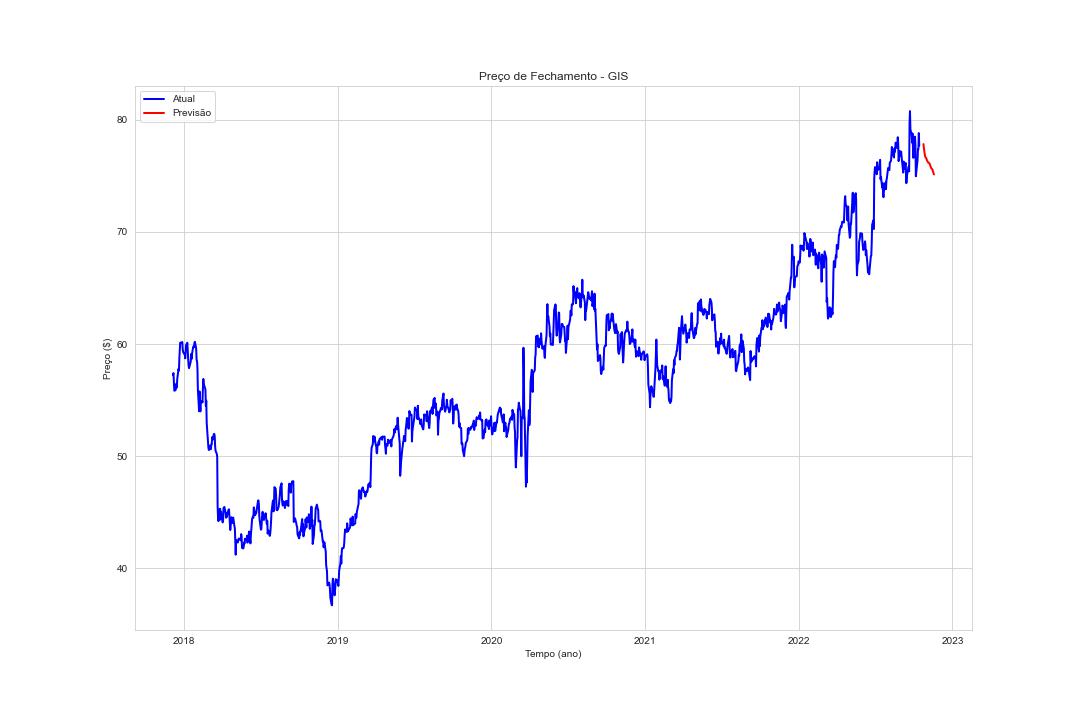 Preço de Fechamento - GIS
Atual
Previsão
80
70
60
50
40
Preço ($)
2018 2019 2020 2021 2022 2023
Tempo (ano)